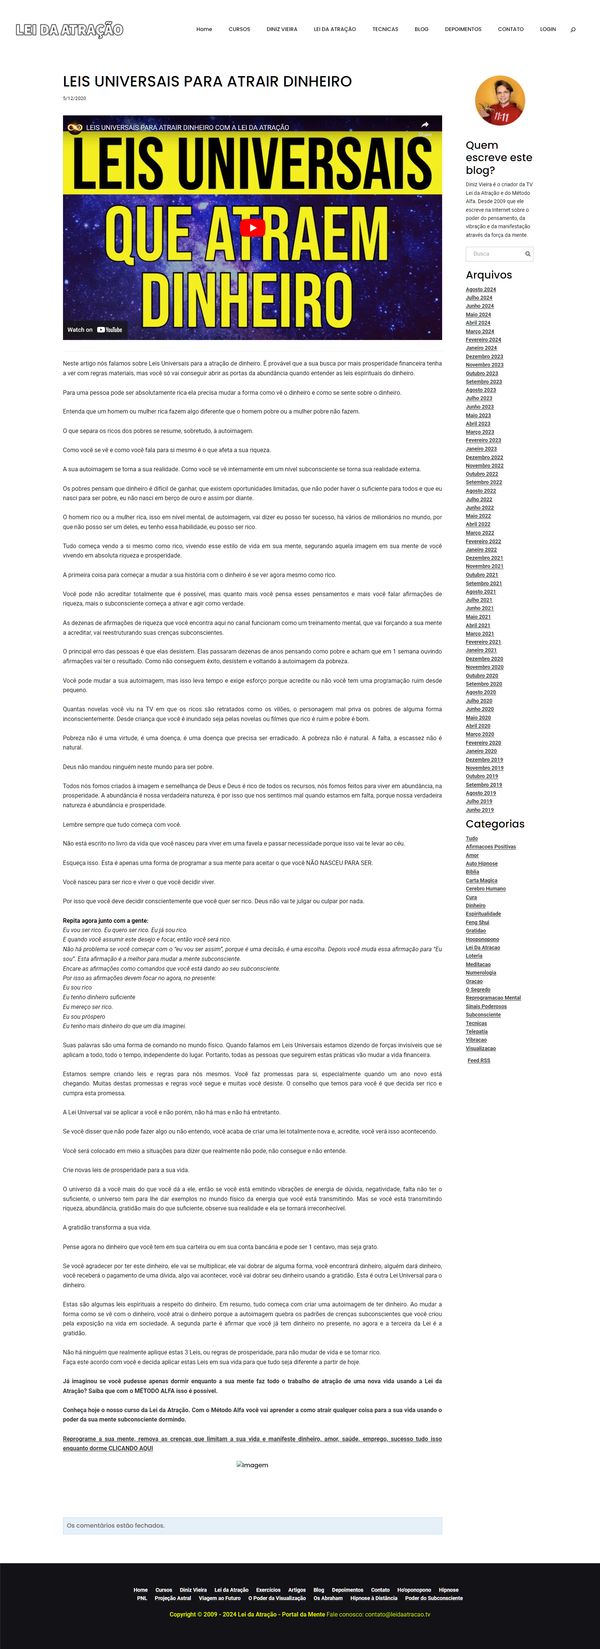 LEI DA ATRAÇÃO
Home CURSOS DINIZ VIEIRA LEI DA ATRAÇÃO TECNICAS BLOG DEPOIMENTOS CONTATO LOGIN
LEIS UNIVERSAIS PARA ATRAIR DINHEIRO
5/12/2020
LEIS UNIVERSAIS PARA ATRAIR DINHEIRO COM A LEI DA ATRAÇÃO
LEIS UNIVERSAIS
QUE ATRAEM
DINHEIRO
Watch on YouTube
Neste artigo nós falamos sobre Leis Universais para a atração de dinheiro. É provável que a sua busca por mais prosperidade financeira tenha
a ver com regras materiais, mas você só vai conseguir abrir as portas da abundância quando entender as leis espirituais do dinheiro.
Para uma pessoa pode ser absolutamente rica ela precisa mudar a forma como vê o dinheiro e como se sente sobre o dinheiro.
Entenda que um homem ou mulher rica fazem algo diferente que o homem pobre ou a mulher pobre não fazem.
O que separa os ricos dos pobres se resume, sobretudo, à autoimagem.
Como você se vê e como você fala para si mesmo é o que afeta a sua riqueza.
A sua autoimagem se torna a sua realidade. Como você se vê internamente em um nível subconsciente se torna sua realidade externa.
Os pobres pensam que dinheiro é difícil de ganhar, que existem oportunidades limitadas, que não poder haver o suficiente para todos e que eu
nasci para ser pobre, eu não nasci em berço de ouro e assim por diante.
O homem rico ou a mulher rica, isso em nível mental, de autoimagem, vai dizer eu posso ter sucesso, há vários de milionários no mundo, por
que não posso ser um deles, eu tenho essa habilidade, eu posso ser rico.
Tudo começa vendo a si mesmo como rico, vivendo esse estilo de vida em sua mente, segurando aquela imagem em sua mente de você
vivendo em absoluta riqueza e prosperidade.
A primeira coisa para começar a mudar a sua história com o dinheiro é se ver agora mesmo como rico.
Você pode não acreditar totalmente que é possível, mas quanto mais você pensa esses pensamentos e mais você falar afirmações de
riqueza, mais o subconsciente começa a ativar e agir como verdade.
As dezenas de afirmações de riqueza que você encontra aqui no canal funcionam como um treinamento mental, que vai forçando a sua mente
a acreditar, vai reestruturando suas crenças subconscientes.
O principal erro das pessoas é que elas desistem. Elas passaram dezenas de anos pensando como pobre e acham que em 1 semana ouvindo
afirmações vai ter o resultado. Como não conseguem êxito, desistem e voltando à autoimagem da pobreza.
Você pode mudar a sua autoimagem, mas isso leva tempo e exige esforço porque acredite ou não você tem uma programação ruim desde
pequeno.
Quantas novelas você viu na TV em que os ricos são retratados como os vilões, o personagem mal priva os pobres de alguma forma
inconscientemente. Desde criança que você é inundado seja pelas novelas ou filmes que rico é ruim e pobre é bom.
Pobreza não é uma virtude, é uma doença, é uma doença que precisa ser erradicado. A pobreza não é natural. A falta, a escassez não é
natural.
Deus não mandou ninguém neste mundo para ser pobre.
Todos nós fomos criados à imagem e semelhança de Deus e Deus é rico de todos os recursos, nós fomos feitos para viver em abundância, na
prosperidade. A abundância é nossa verdadeira natureza, é por isso que nos sentimos mal quando estamos em falta, porque nossa verdadeira
natureza é abundância e prosperidade.
Lembre sempre que tudo começa com você.
Não está escrito no livro da vida que você nasceu para viver em uma favela e passar necessidade porque isso vai te levar ao céu.
Esqueça isso. Esta é apenas uma forma de programar a sua mente para aceitar o que você NÃO NASCEU PARA SER.
Você nasceu para ser rico e viver o que você decidir viver.
Por isso que você deve decidir conscientemente que você quer ser rico. Deus não vai te julgar ou culpar por nada.
Repita agora junto com a gente:
Eu vou ser rico. Eu quero ser rico. Eu já sou rico.
E quando você assumir este desejo e focar, então você será rico.
Não há problema se você começar com o “eu vou ser assim”, porque é uma decisão, é uma escolha. Depois você muda essa afirmação para “Eu
sou”. Esta afirmação é a melhor para mudar a mente subconsciente.
Encare as afirmações como comandos que você está dando ao seu subconsciente.
Por isso as afirmações devem focar no agora, no presente:
Eu sou rico
Eu tenho dinheiro suficiente
Eu mereço ser rico.
Eu sou próspero
Eu tenho mais dinheiro do que um dia imaginei.
Suas palavras são uma forma de comando no mundo físico. Quando falamos em Leis Universais estamos dizendo de forças invisíveis que se
aplicam a todo, todo o tempo, independente do lugar. Portanto, todas as pessoas que seguirem estas práticas vão mudar a vida financeira.
Estamos sempre criando leis e regras para nós mesmos. Você faz promessas para si, especialmente quando um ano novo está
chegando. Muitas destas promessas e regras você segue e muitas você desiste. O conselho que temos para você é que decida ser rico e
cumpra esta promessa.
A Lei Universal vai se aplicar a você e não porém, não há mas e não há entretanto.
Se você disser que não pode fazer algo ou não entendo, você acaba de criar uma lei totalmente nova e, acredite, você verá isso acontecendo.
Você será colocado em meio a situações para dizer que realmente não pode, não consegue e não entende.
Crie novas leis de prosperidade para a sua vida.
O universo dá a você mais do que você dá a ele, então se você está emitindo vibrações de energia de dúvida, negatividade, falta não ter o
suficiente, o universo tem para lhe dar exemplos no mundo físico da energia que você está transmitindo. Mas se você está transmitindo
riqueza, abundância, gratidão mais do que suficiente, observe sua realidade e ela se tornará irreconhecível.
A gratidão transforma a sua vida.
Pense agora no dinheiro que você tem em sua carteira ou em sua conta bancária e pode ser 1 centavo, mas seja grato.
Se você agradecer por ter este dinheiro, ele vai se multiplicar, ele vai dobrar de alguma forma, você encontrará dinheiro, alguém dará dinheiro,
você receberá o pagamento de uma dívida, algo vai acontecer, você vai dobrar seu dinheiro usando a gratidão. Esta é outra Lei Universal para o
dinheiro.
Estas são algumas leis espirituais a respeito do dinheiro. Em resumo, tudo começa com criar uma autoimagem de ter dinheiro. Ao mudar a
forma como se vê com o dinheiro, você atrai o dinheiro porque a autoimagem quebra os padrões de crenças subconscientes que você criou
pela exposição na vida em sociedade. A segunda parte é afirmar que você já tem dinheiro no presente, no agora e a terceira da Lei é a
gratidão.
Não há ninguém que realmente aplique estas 3 Leis, ou regras de prosperidade, para não mudar de vida e se tornar rico.
Faça este acordo com você e decida aplicar estas Leis em sua vida para que tudo seja diferente a partir de hoje.
Já imaginou se você pudesse apenas dormir enquanto a sua mente faz todo o trabalho de atração de uma nova vida usando a Lei da
Atração? Saiba que com o MÉTODO ALFA isso é possível.
Conheça hoje o nosso curso da Lei da Atração. Com o Método Alfa você vai aprender a como atrair qualquer coisa para a sua vida usando o
poder da sua mente subconsciente dormindo.
Reprograme a sua mente, remova as crenças que limitam a sua vida e manifeste dinheiro, amor, saúde, emprego, sucesso tudo isso
enquanto dorme CLICANDO AQUI
Imagem
Os comentários estão fechados.
11:11
Quem
escreve este
blog?
Diniz Vieira é o criador da TV
Lei da Atração e do Método
Alfa. Desde 2009 que ele
escreve na Internet sobre o
poder do pensamento, da
vibração e da manifestação
através da força da mente.
Busca
Arquivos
Agosto 2024
Julho 2024
Junho 2024
Maio 2024
Abril 2024
Março 2024
Fevereiro 2024
Janeiro 2024
Dezembro 2023
Novembro 2023
Outubro 2023
Setembro 2023
Agosto 2023
Julho 2023
Junho 2023
Maio 2023
Abril 2023
Março 2023
Fevereiro 2023
Janeiro 2023
Dezembro 2022
Novembro 2022
Outubro 2022
Setembro 2022
Agosto 2022
Julho 2022
Junho 2022
Maio 2022
Abril 2022
Março 2022
Fevereiro 2022
Janeiro 2022
Dezembro 2021
Novembro 2021
Outubro 2021
Setembro 2021
Agosto 2021
Julho 2021
Junho 2021
Maio 2021
Abril 2021
Março 2021
Fevereiro 2021
Janeiro 2021
Dezembro 2020
Novembro 2020
Outubro 2020
Setembro 2020
Agosto 2020
Julho 2020
Junho 2020
Maio 2020
Abril 2020
Março 2020
Fevereiro 2020
Janeiro 2020
Dezembro 2019
Novembro 2019
Outubro 2019
Setembro 2019
Agosto 2019
Julho 2019
Junho 2019
Categorias
Tudo
Afirmacoes Positivas
Amor
Auto Hipnose
Bíblia
Carta Magica
Cerebro Humano
Cura
Dinheiro
Espiritualidade
Feng Shui
Gratidao
Hooponopono
Lei Da Atracao
Loteria
Meditacao
Numerologia
Oracao
O Segredo
Reprogramacao Mental
Sinais Poderosos
Subconsciente
Tecnicas
Telepatia
Vibracao
Visualizacao
Feed RSS
Home Cursos Diniz Vieira Lei da Atração Exercícios Artigos Blog Depoimentos Contato Ho'oponopono Hipnose
PNL Projeção Astral Viagem ao Futuro O Poder da Visualização Os Abraham Hipnose à Distância Poder do Subconsciente
Copyright © 2009 - 2024 Lei da Atração - Portal da Mente Fale conosco: contato@leidaatracao.tv